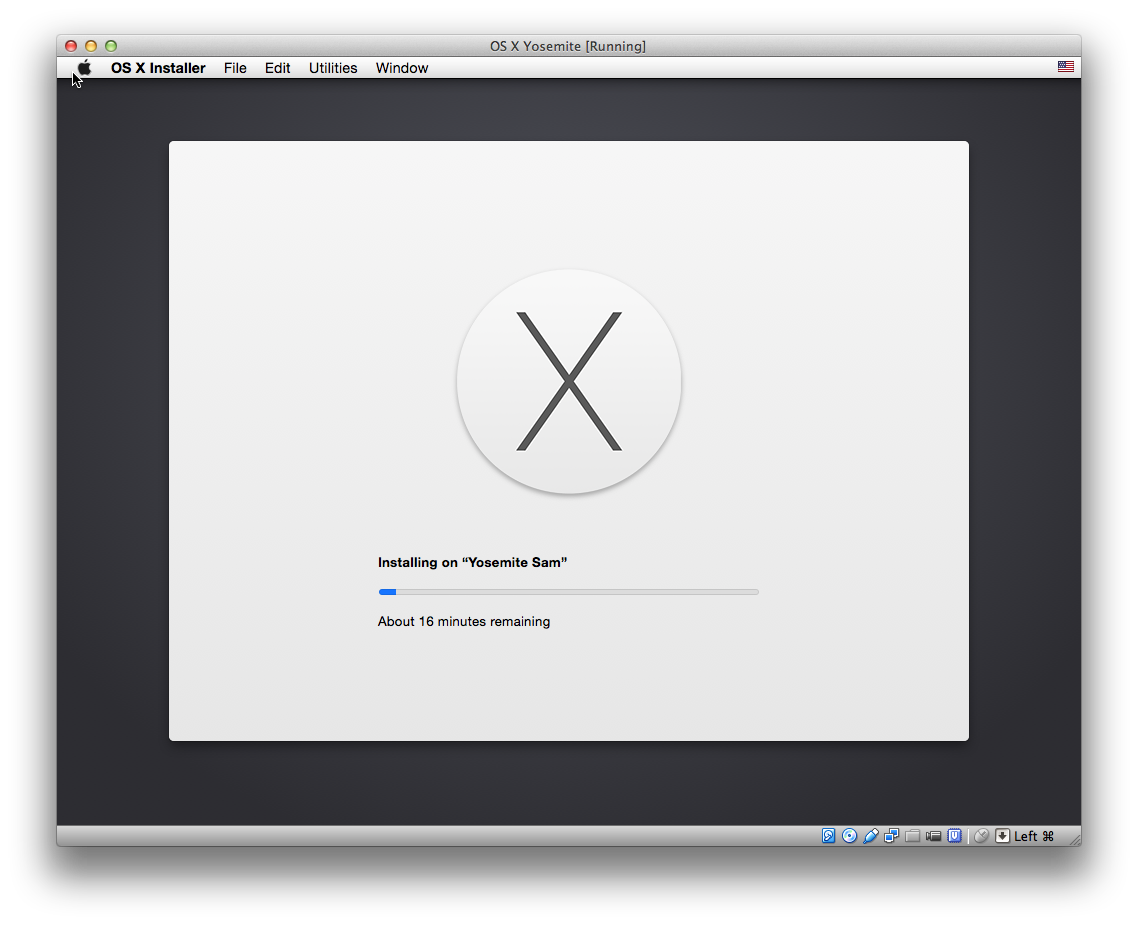 OS X Yosemite [Running]
OS X Installer File Edit Utilities Window
X
Installing on “Yosemite Sam”
About 16 minutes remaining
Left ⌘